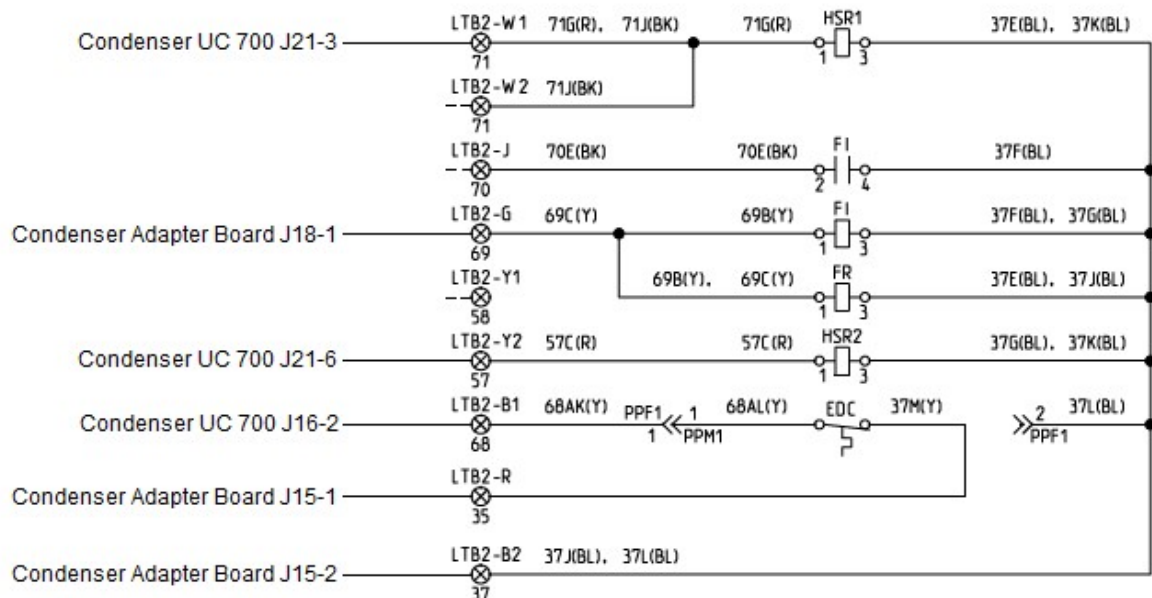 Condenser UC 700 J21-3 LTB2-W1 71G(R), 71J(BK) 71G(R) HSR1 37E(BL), 37K(BL)
71 1 3
LTB2-W2 71J(BK)
71
LTB2-J 70E(BK) 70E(BK) FI 37F(BL)
70 2 4
Condenser Adapter Board J18-1 LTB2-G 69C(Y) 69B(Y) FI 37F(BL), 37G(BL)
69 1 3
LTB2-Y1 69B(Y), 69C(Y) FR 37E(BL), 37J(BL)
58 1 3
Condenser UC 700 J21-6 LTB2-Y2 57C(R) 57C(R) HSR2 37G(BL), 37K(BL)
57 1 3
Condenser UC 700 J16-2 LTB2-B1 68AK(Y) PPF1 1 68AL(Y) EDC 37M(Y) 2 37L(BL)
68 1 PPM1 PPF1
Condenser Adapter Board J15-1 LTB2-R
35
Condenser Adapter Board J15-2 LTB2-B2 37J(BL), 37L(BL)
37